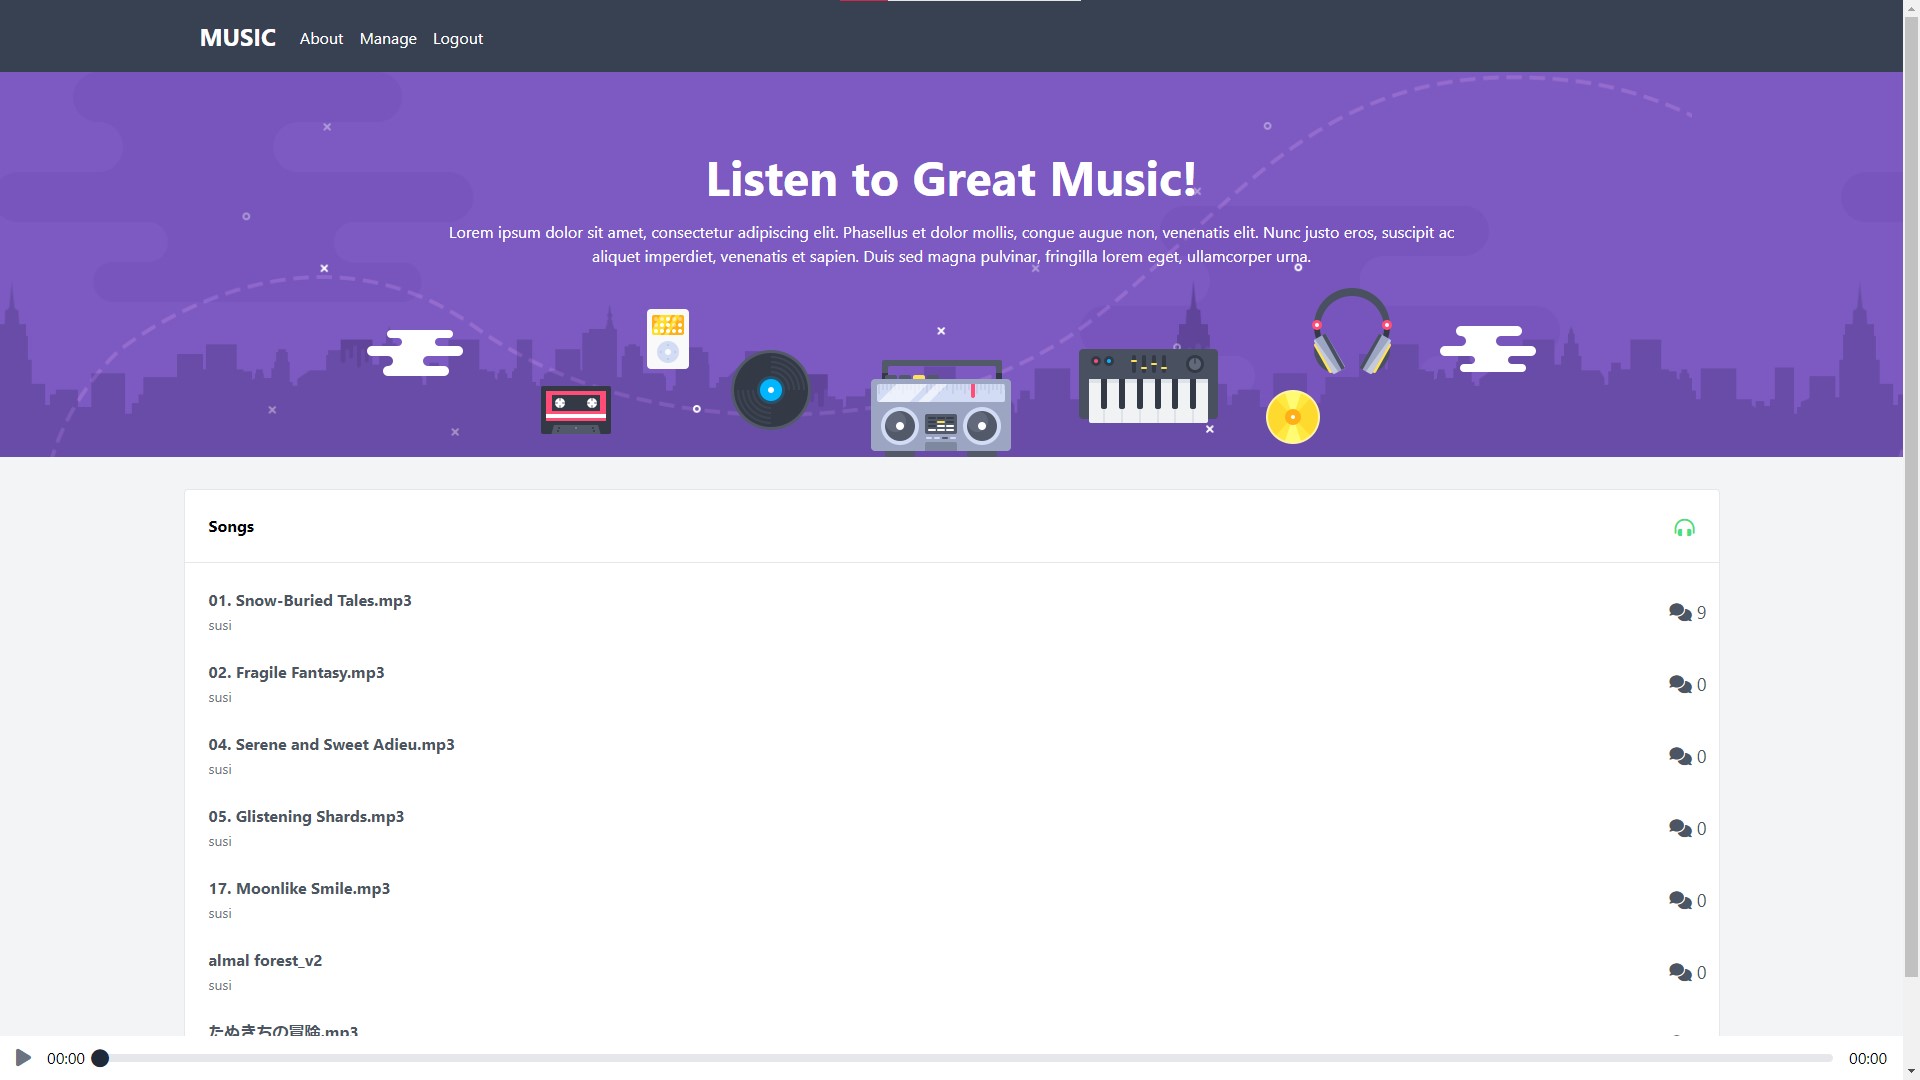 MUSIC About Manage Logout
Listen to Great Music!
Lorem ipsum dolor sit amet, consectetur adipiscing elit. Phasellus et dolor mollis, congue augue non, venenatis elit. Nunc justo eros, suscipit ac
aliquet imperdiet, venenatis et sapien. Duis sed magna pulvinar, fringilla lorem eget, ullamcorper urna.
Songs
01. Snow-Buried Tales.mp3
susi
9
02. Fragile Fantasy.mp3
susi
0
04. Serene and Sweet Adieu.mp3
susi
0
05. Glistening Shards.mp3
susi
0
17. Moonlike Smile.mp3
susi
0
almal forest_v2
susi
0
たぬきちの冒険.mp3
00:00 00:00